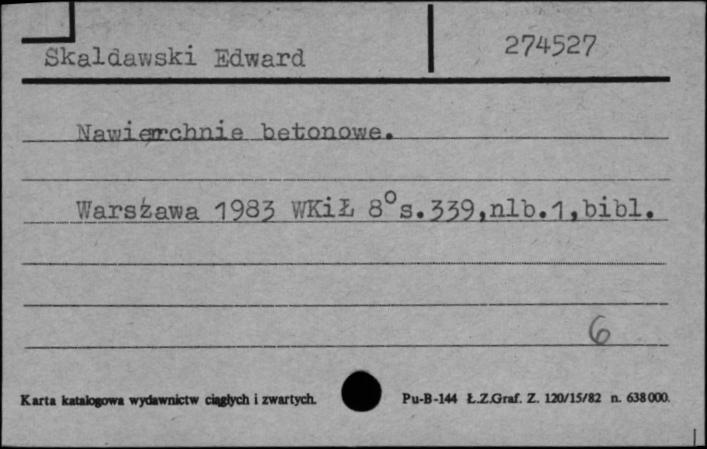 Skaldawski Edward
274527
Nawierchnie betonowe.
Warszawa 1983 WKiŁ 8° s.339,nlb.1,bibl.
6
Karta katalogowa wydawnictw ciągłych i zwartych.
Pu-B-144 Ł.Z.Graf. Z. 120/15/82 n. 638000.